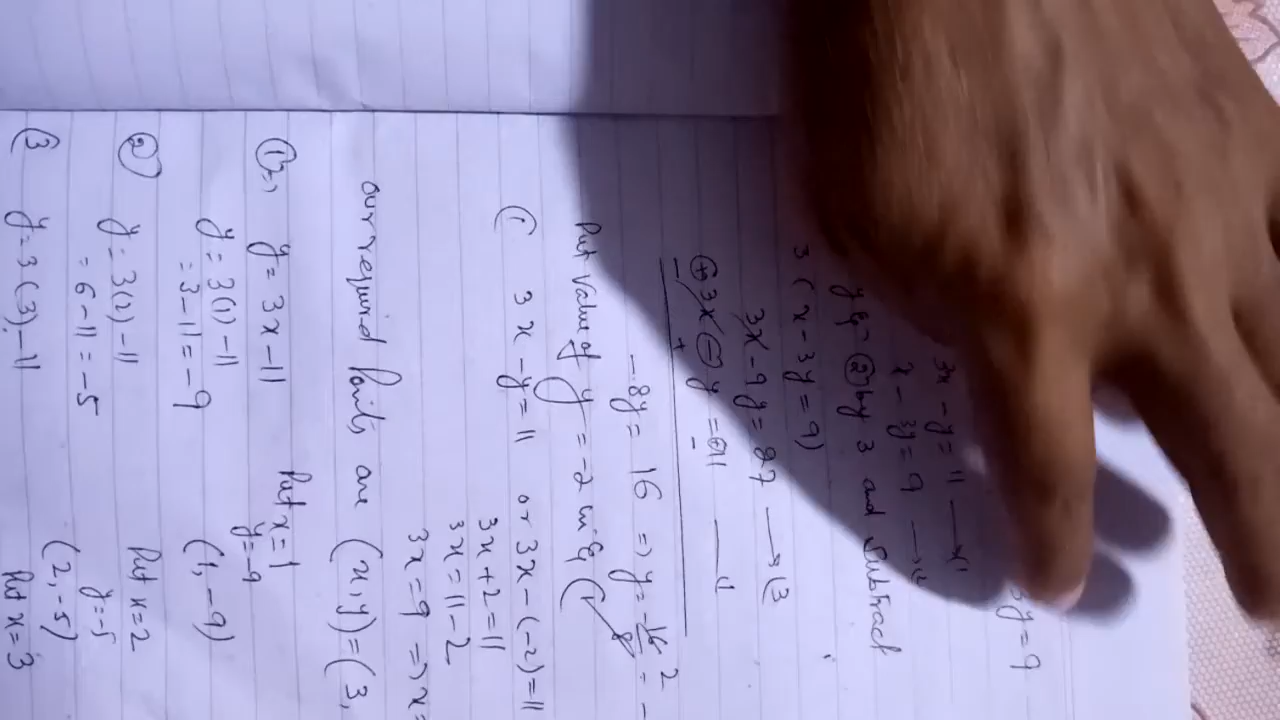 3y = 9
3x - y = 11 → (1
x - 3y = 9 → (2
y Eq (2) by 3 and Subtract
3 (x - 3y = 9)
3x - 9y = 27 → (3
⊕3x ⊖ y = ⊕11 — 1
- + -
-8y = 16 => y = -16/8 2 = -
Put value of y = -2 in Eq (1
( 3x - y = 11 or 3x - (-2) = 11
3x + 2 = 11
3x = 11 - 2
3x = 9 => x =
our required Points are (x, y) = (3,
(1 => y = 3x - 11 Put x = 1
y = 3(1) - 11 y = -9
= 3 - 11 = -9 (1, -9)
(2) y = 3(2) - 11 Put x = 2
= 6 - 11 = -5 y = -5
(2, -5)
(3 y = 3(3) - 11 Put x = 3